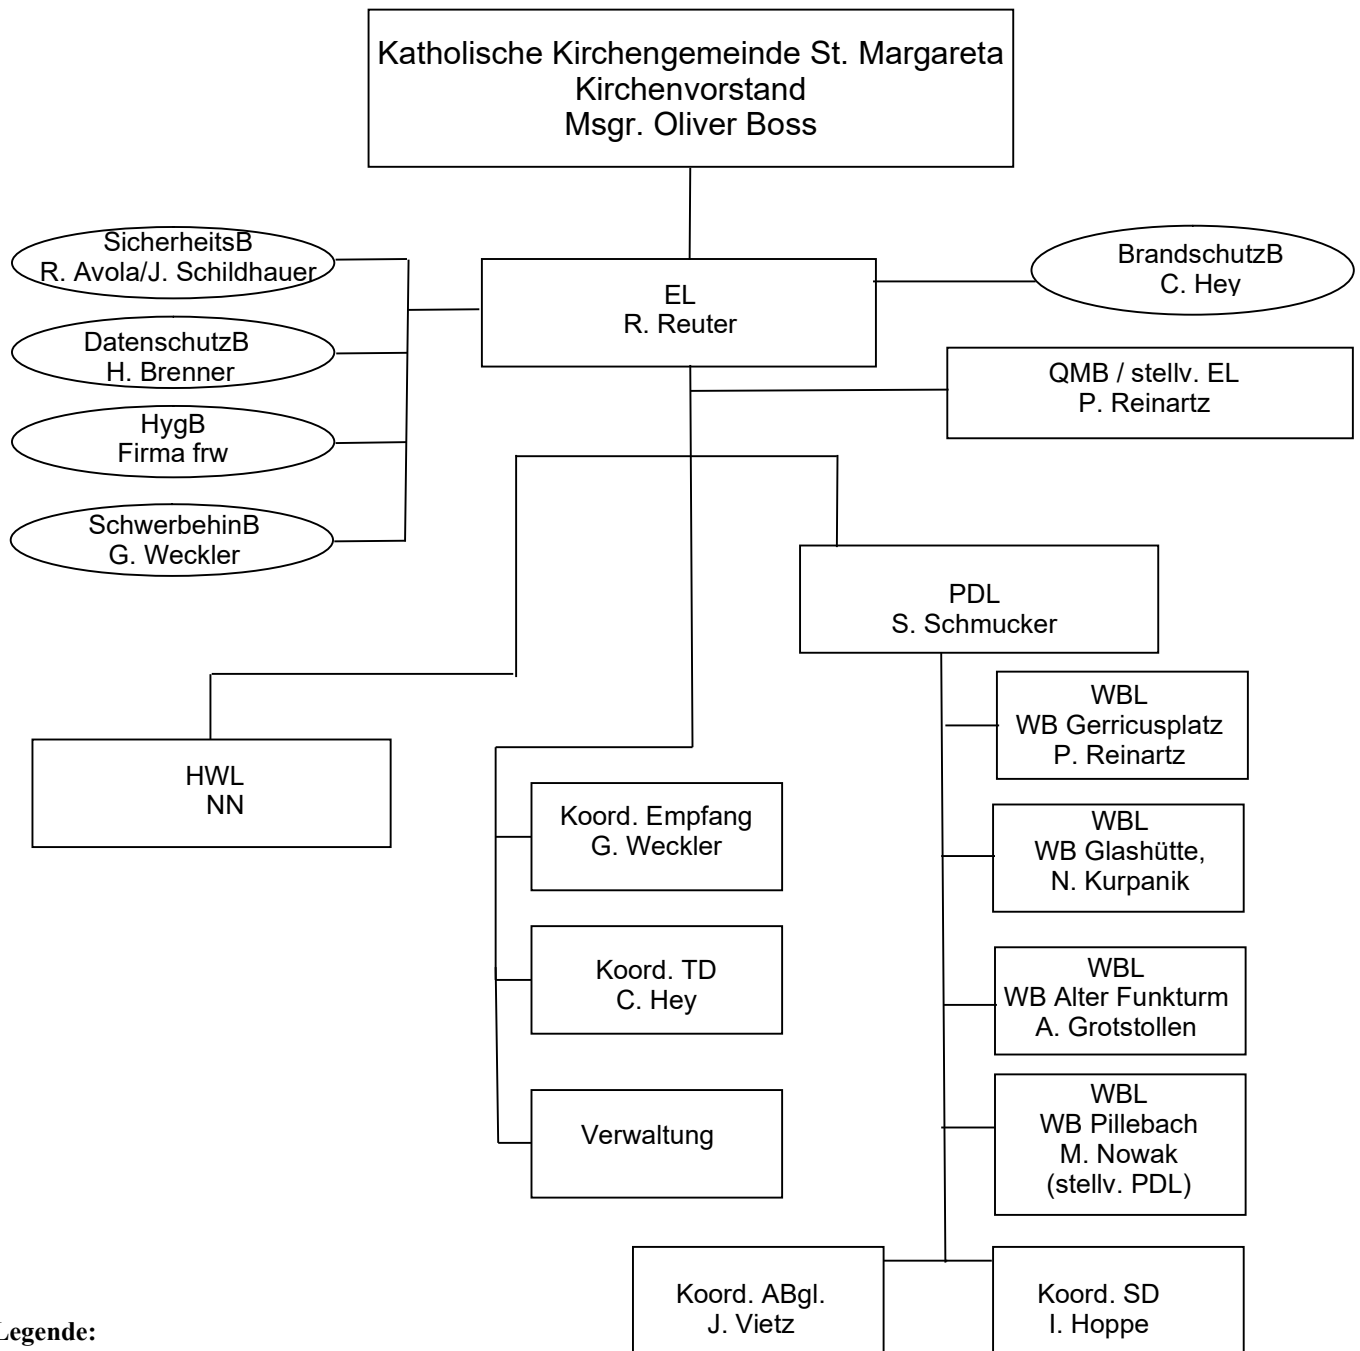 Katholische Kirchengemeinde St. Margareta
Kirchenvorstand
Msgr. Oliver Boss
SicherheitsB
R. Avola/J. Schildhauer
EL
R. Reuter
BrandschutzB
C. Hey
DatenschutzB
H. Brenner
QMB / stellv. EL
P. Reinartz
HygB
Firma frw
SchwerbehinB
G. Weckler
PDL
S. Schmucker
WBL
WB Gerricusplatz
P. Reinartz
HWL
NN
Koord. Empfang
G. Weckler
WBL
WB Glashütte,
N. Kurpanik
Koord. TD
C. Hey
WBL
WB Alter Funkturm
A. Grotstollen
Verwaltung
WBL
WB Pillebach
M. Nowak
(stellv. PDL)
Koord. ABgl.
J. Vietz
Koord. SD
I. Hoppe
Legende: